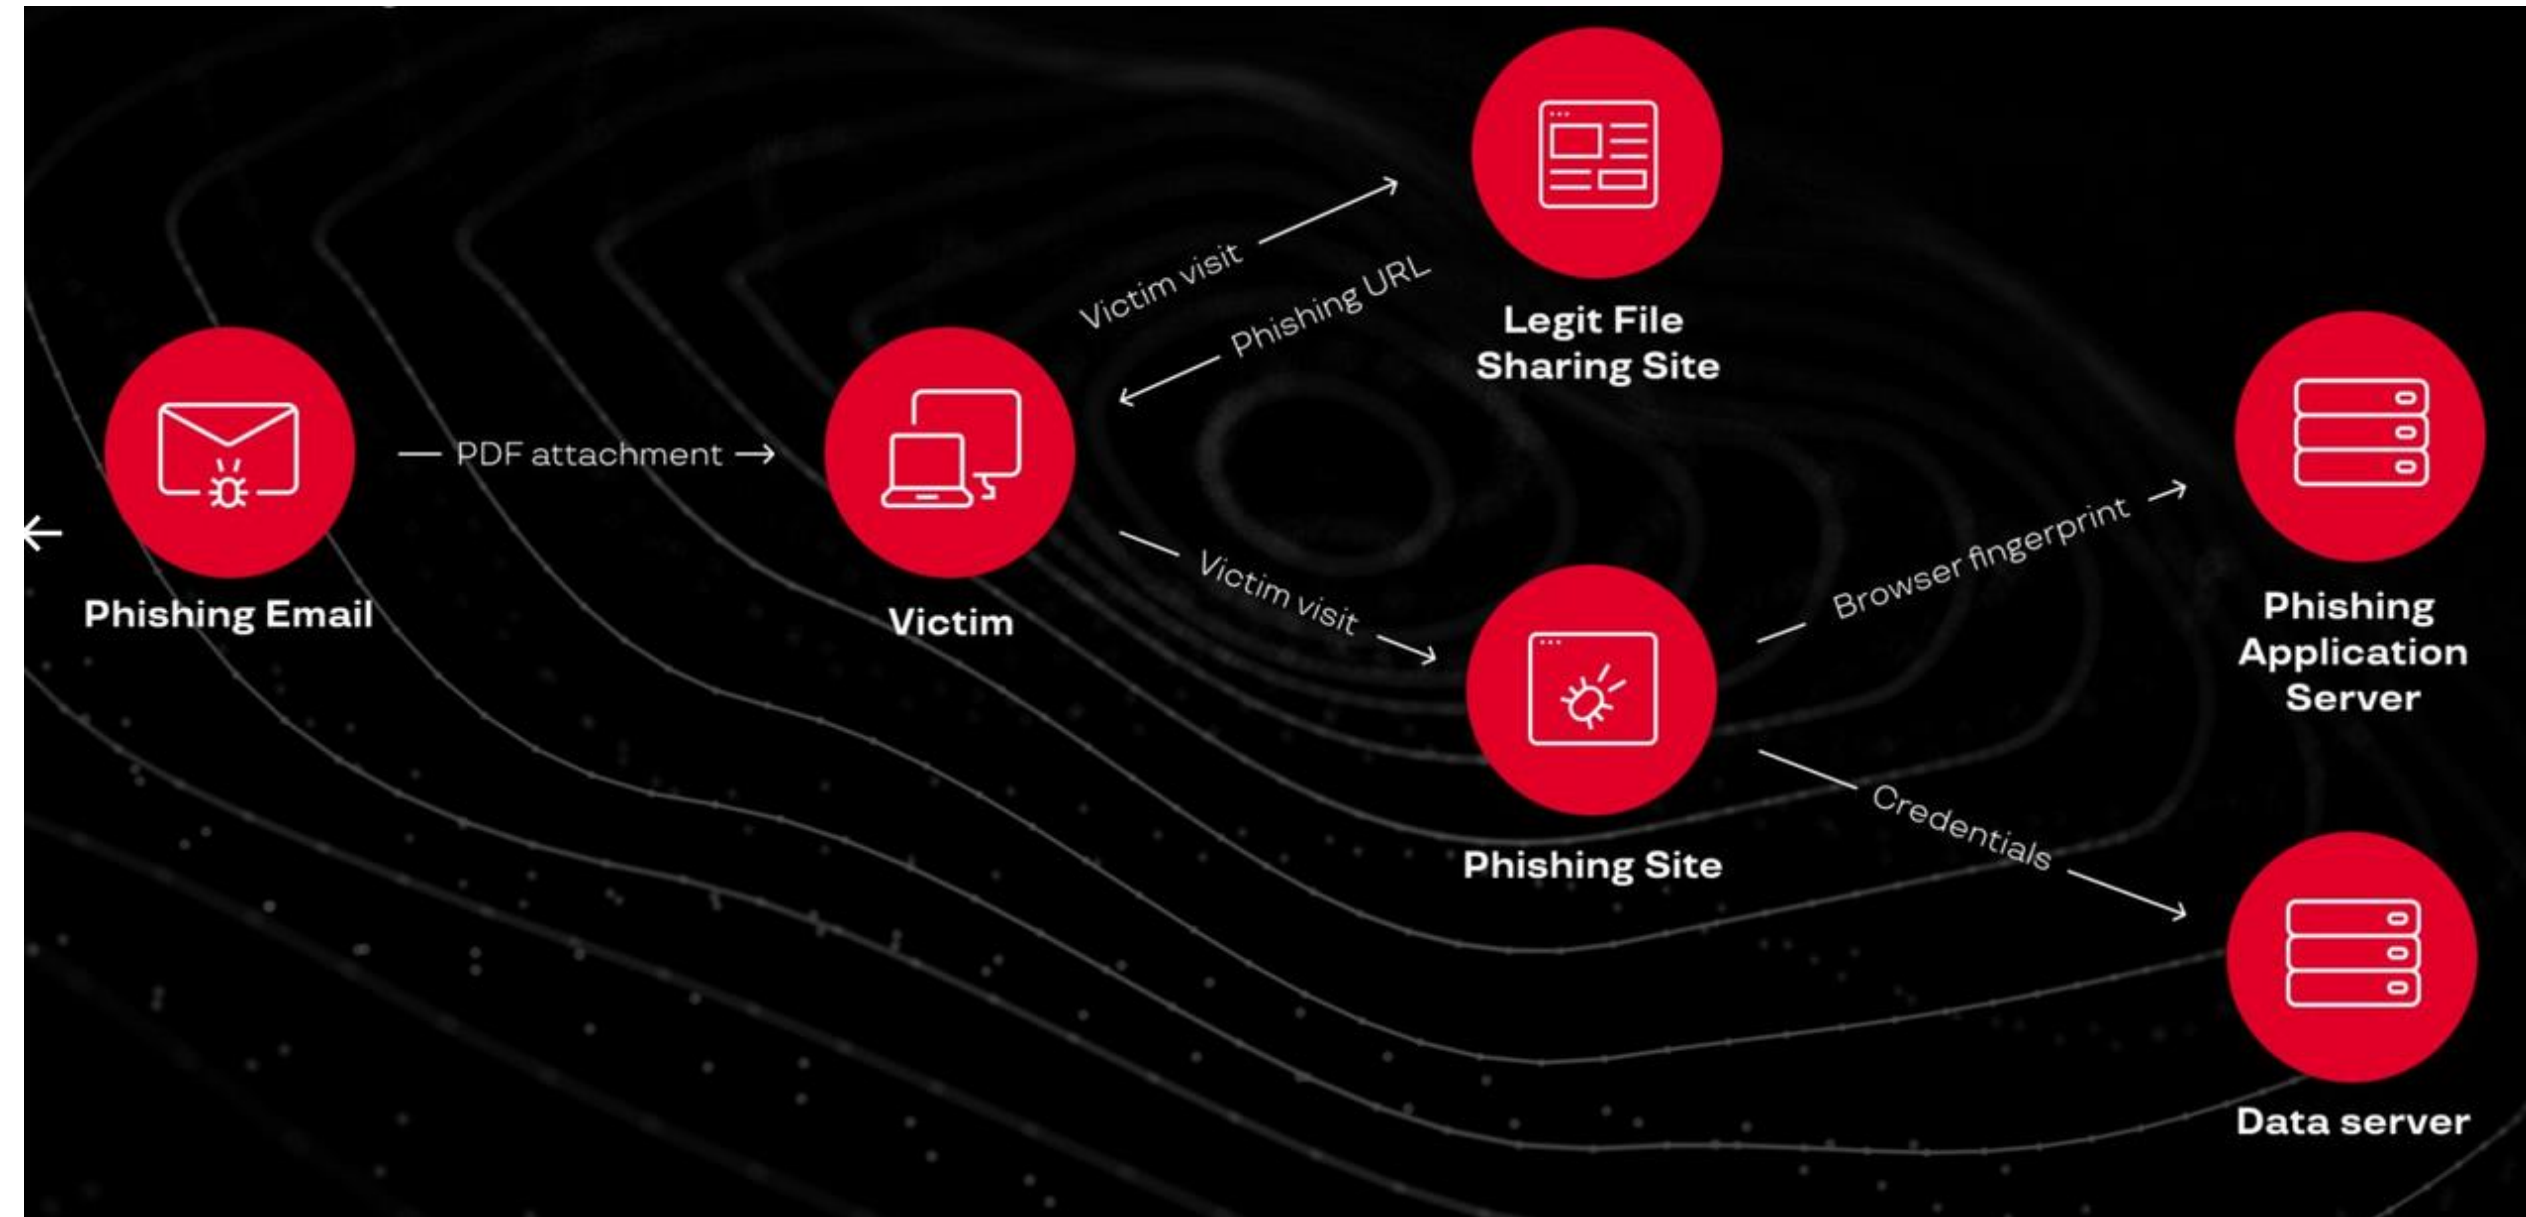 Victim visit
Phishing URL
Legit File
Sharing Site
PDF attachment
Phishing Email
Victim
Victim visit
Browser fingerprint
Phishing
Application
Server
Phishing Site
Credentials
Data server